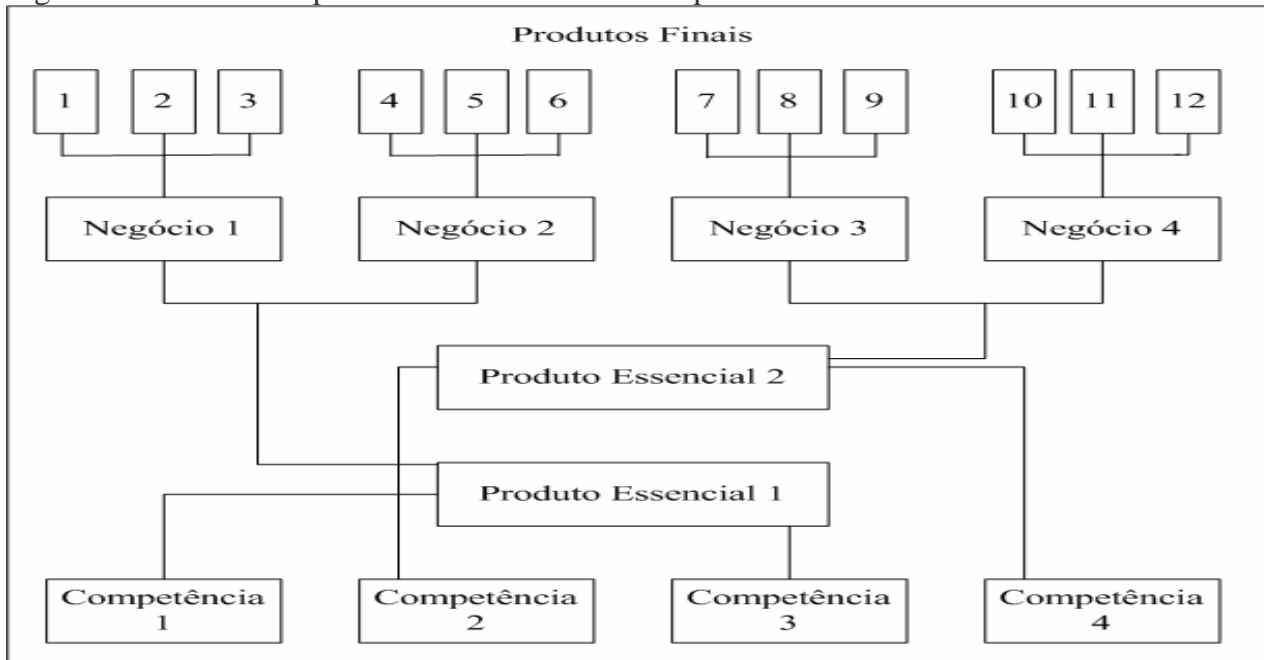 Produtos Finais
1 2 3 4 5 6 7 8 9 10 11 12
Negócio 1 Negócio 2 Negócio 3 Negócio 4
Produto Essencial 2
Produto Essencial 1
Competência Competência Competência Competência
1 2 3 4